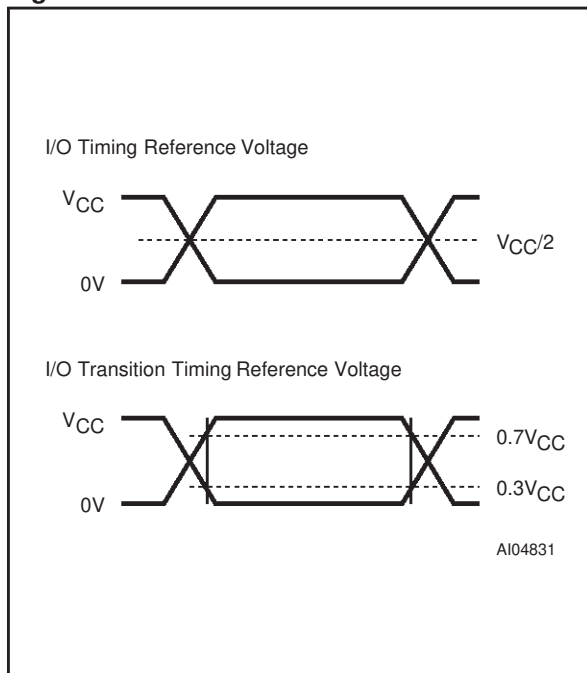 I/O Timing Reference Voltage
VCC
VCC/2
0V
I/O Transition Timing Reference Voltage
VCC
0.7VCC
0.3VCC
0V
AI04831